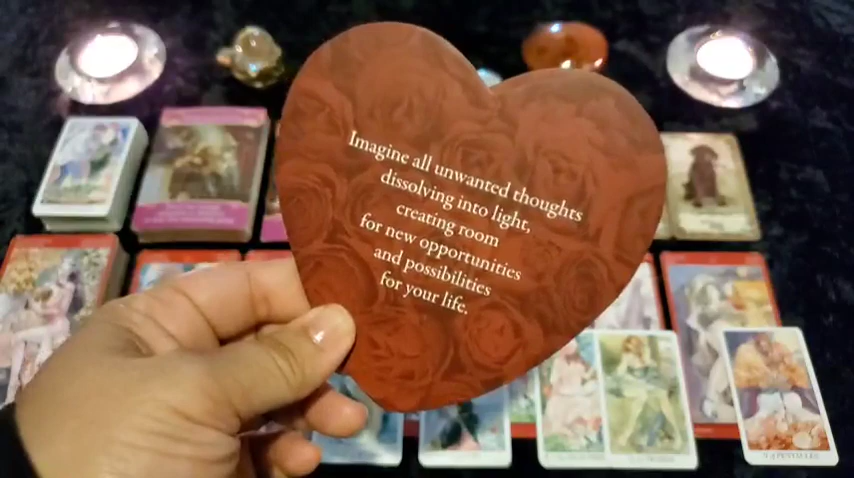 Imagine all unwanted thoughts
dissolving into light,
creating room
for new opportunities
and possibilities
for your life.